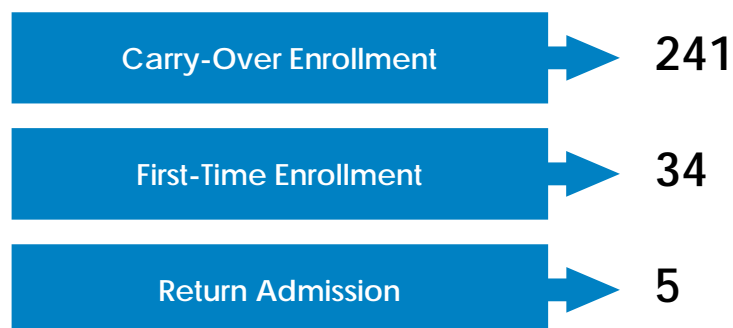 Carry-Over Enrollment 241
First-Time Enrollment 34
Return Admission 5